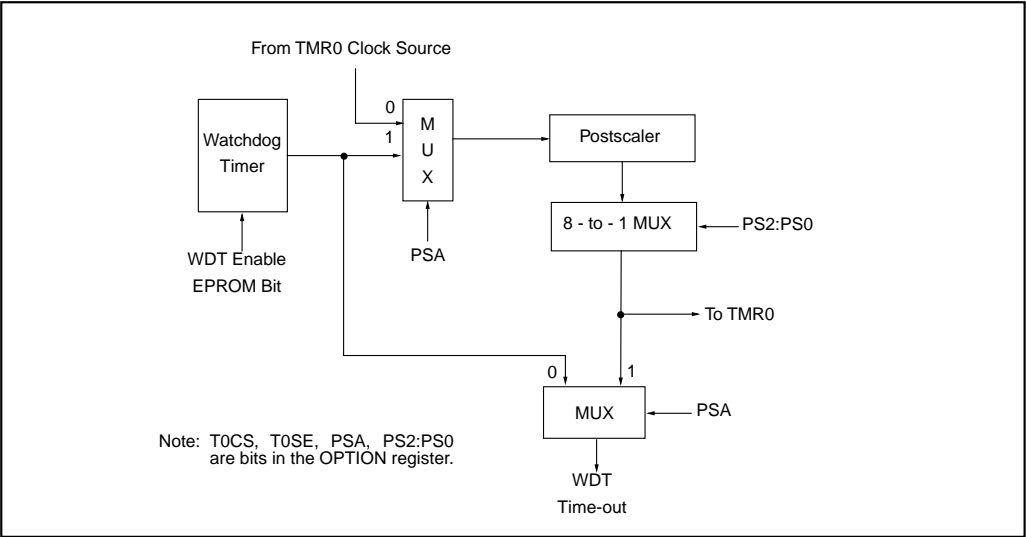 From TMR0 Clock Source
0
M
Watchdog
Timer
1
U
X
Postscaler
8 - to - 1 MUX
PS2:PS0
PSA
WDT Enable
EPROM Bit
To TMR0
0
1
MUX
PSA
Note: T0CS, T0SE, PSA, PS2:PS0
are bits in the OPTION register.
WDT
Time-out